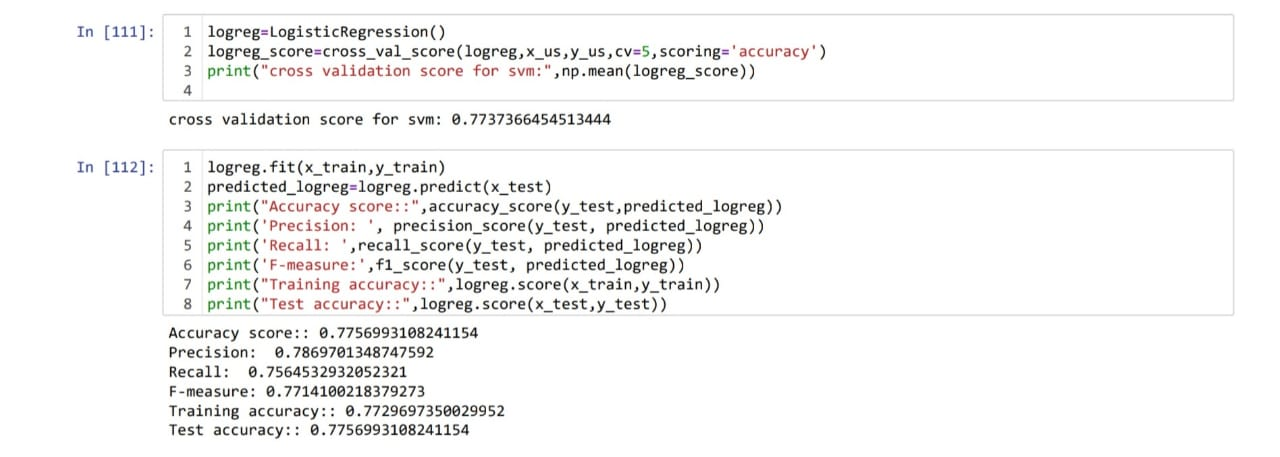 In [111]:
1 logreg=LogisticRegression()
2 logreg_score=cross_val_score(logreg,x_us,y_us,cv=5,scoring='accuracy')
3 print("cross validation score for svm:",np.mean(logreg_score))
4
cross validation score for svm: 0.7737366454513444
In [112]:
1 logreg.fit(x_train,y_train)
2 predicted_logreg=logreg.predict(x_test)
3 print("Accuracy score::",accuracy_score(y_test,predicted_logreg))
4 print('Precision: ', precision_score(y_test, predicted_logreg))
5 print('Recall: ',recall_score(y_test, predicted_logreg))
6 print('F-measure:',f1_score(y_test, predicted_logreg))
7 print("Training accuracy::",logreg.score(x_train,y_train))
8 print("Test accuracy::",logreg.score(x_test,y_test))
Accuracy score:: 0.7756993108241154
Precision:  0.7869701348747592
Recall:  0.7564532932052321
F-measure: 0.7714100218379273
Training accuracy:: 0.7729697350029952
Test accuracy:: 0.7756993108241154